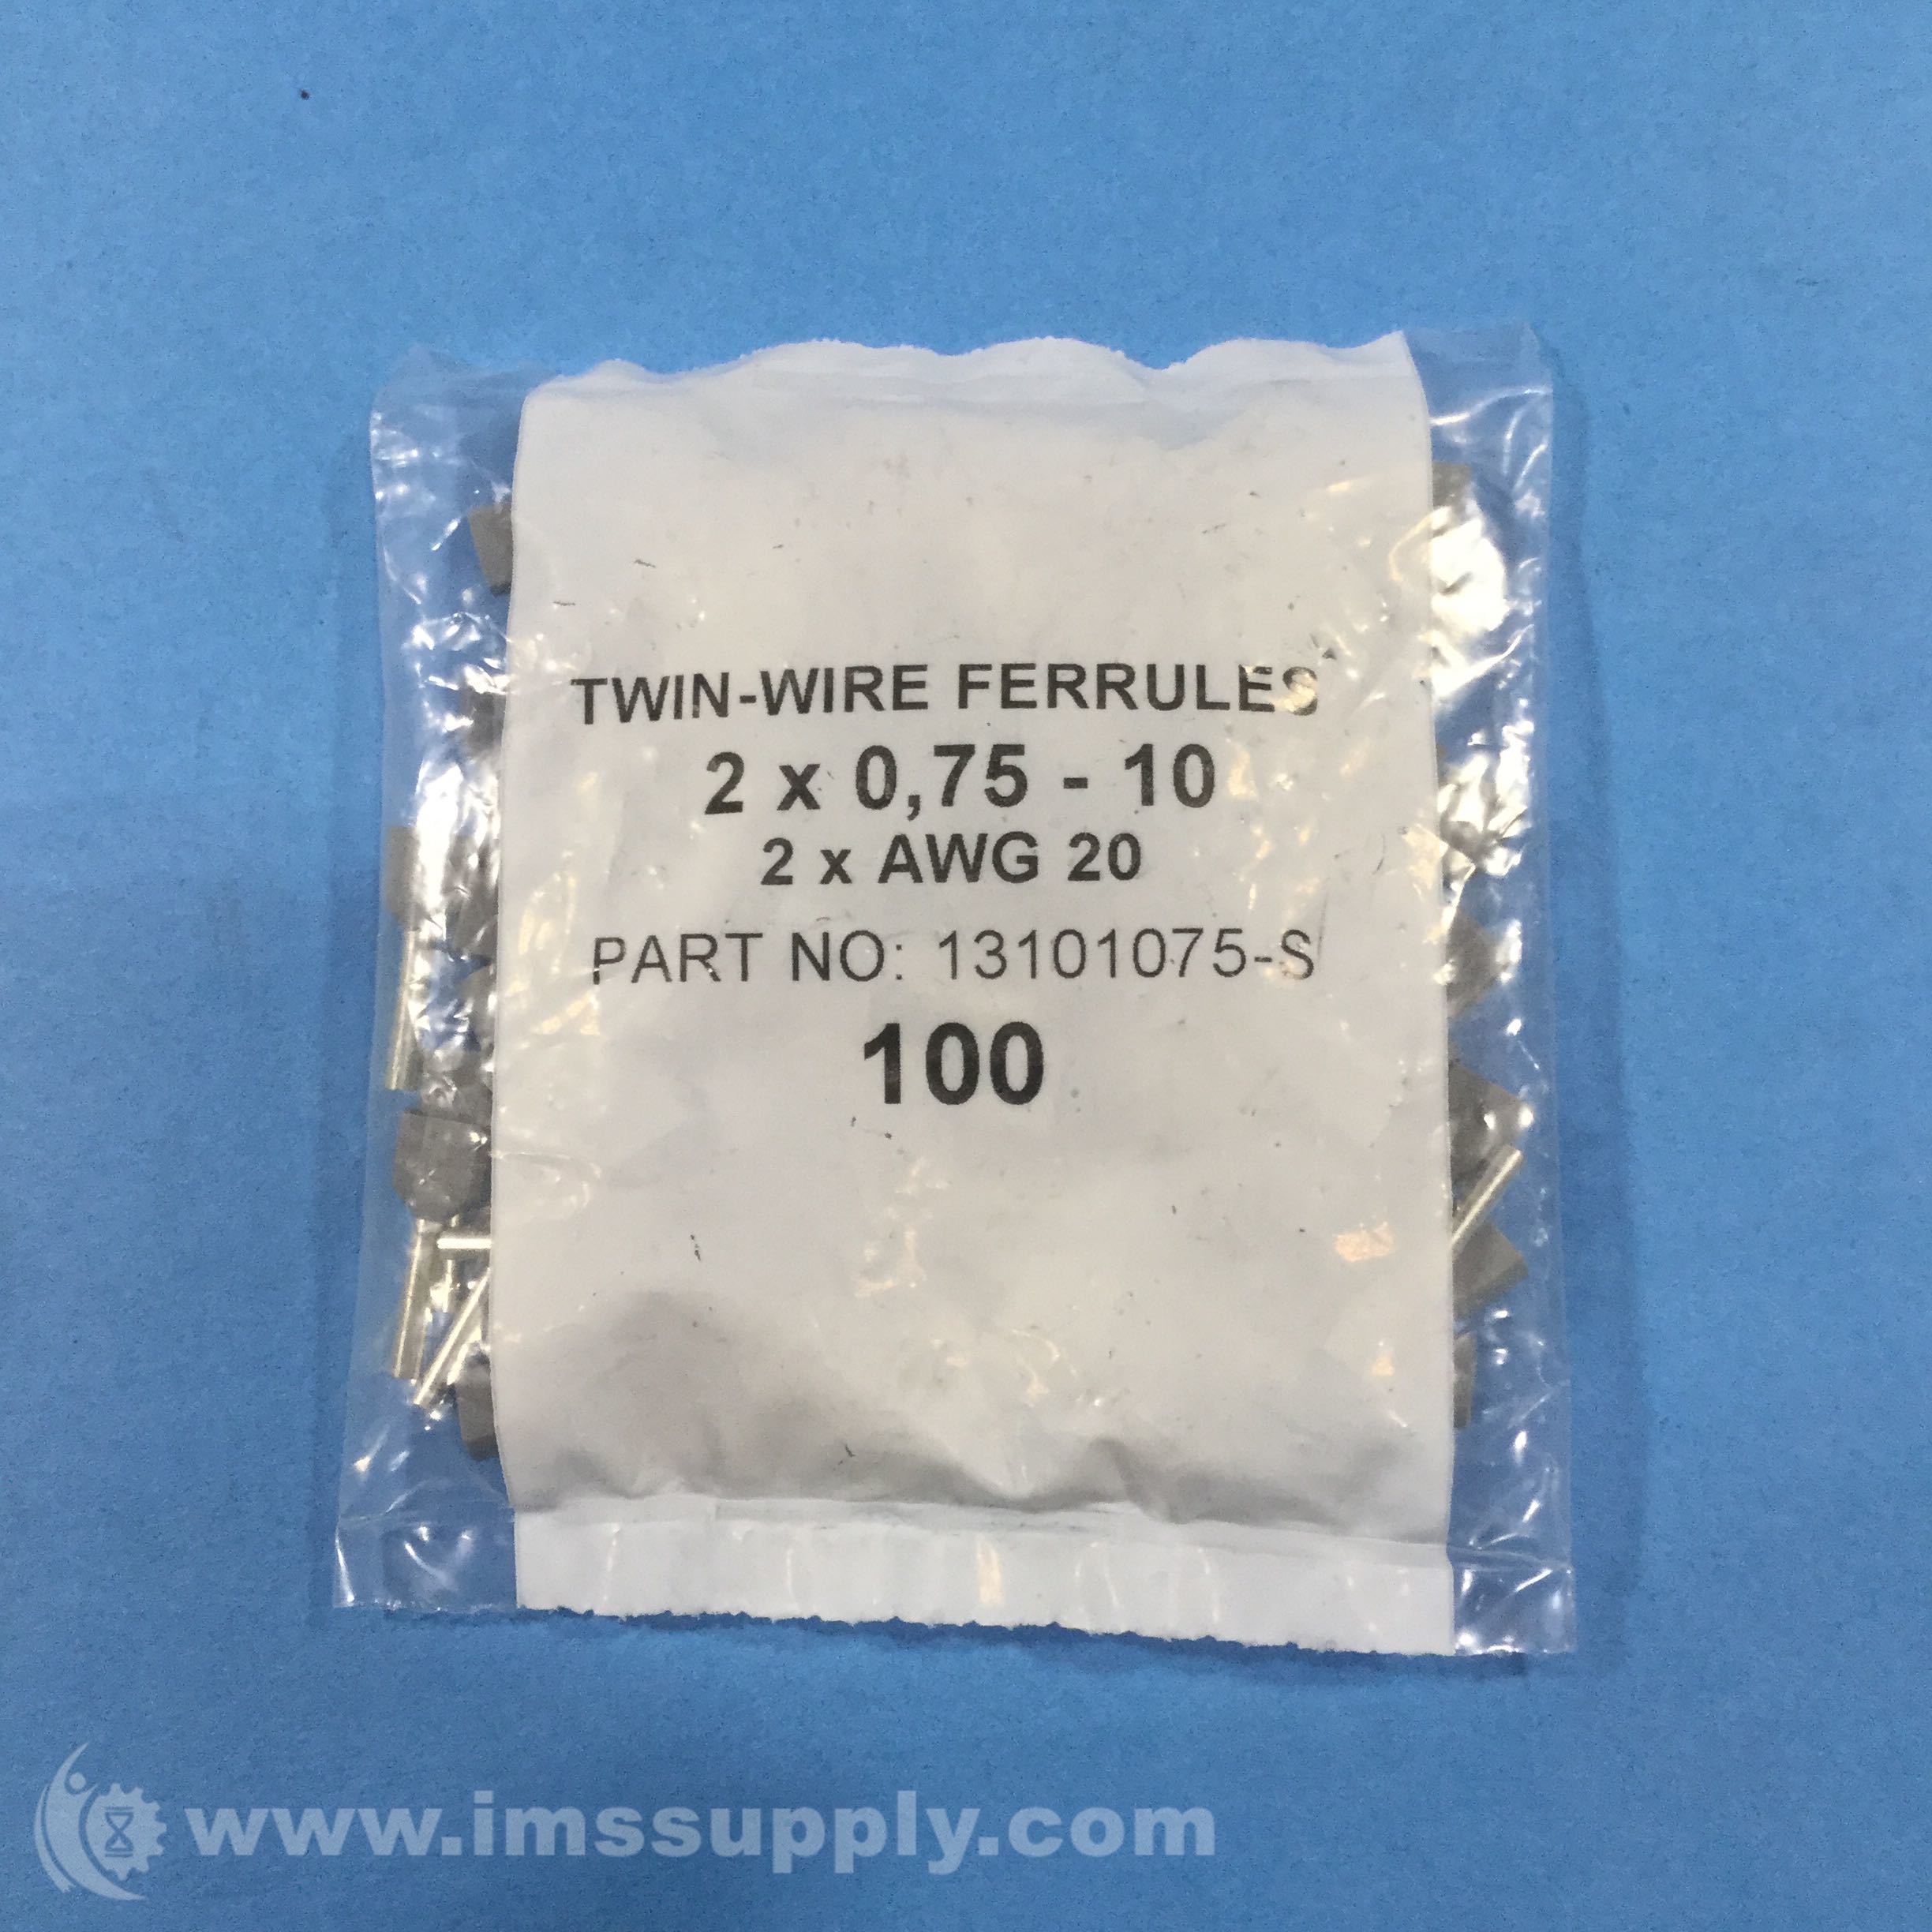 TWIN-WIRE FERRULES
2 x 0,75 - 10
2 x AWG 20
PART NO: 13101075-S
100
www.imssupply.com